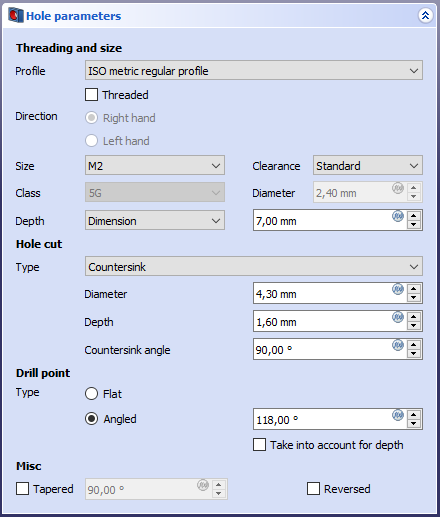 Hole parameters
Threading and size
Profile ISO metric regular profile
Threaded
Direction Right hand
Left hand
Size M2 Clearance Standard
Class 5G Diameter 2,40 mm
Depth Dimension 7,00 mm
Hole cut
Type Countersink
Diameter 4,30 mm
Depth 1,60 mm
Countersink angle 90,00 °
Drill point
Type Flat
Angled 118,00 °
Take into account for depth
Misc
Tapered 90,00 ° Reversed